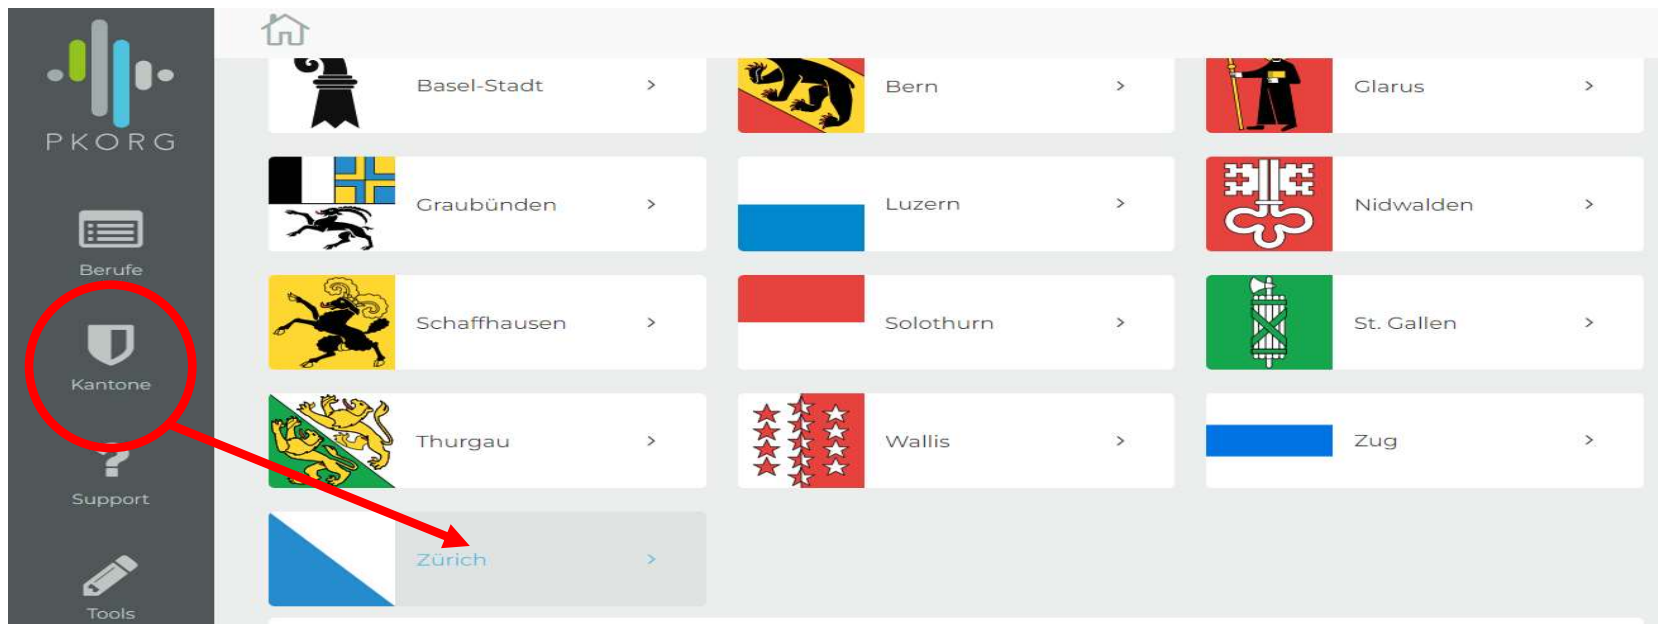 PKORG
Berufe
Kantone
Support
Tools
Basel-Stadt >
Bern >
Glarus >
Graubünden >
Luzern >
Nidwalden >
Schaffhausen >
Solothurn >
St. Gallen >
Thurgau >
Wallis >
Zug >
Zürich >